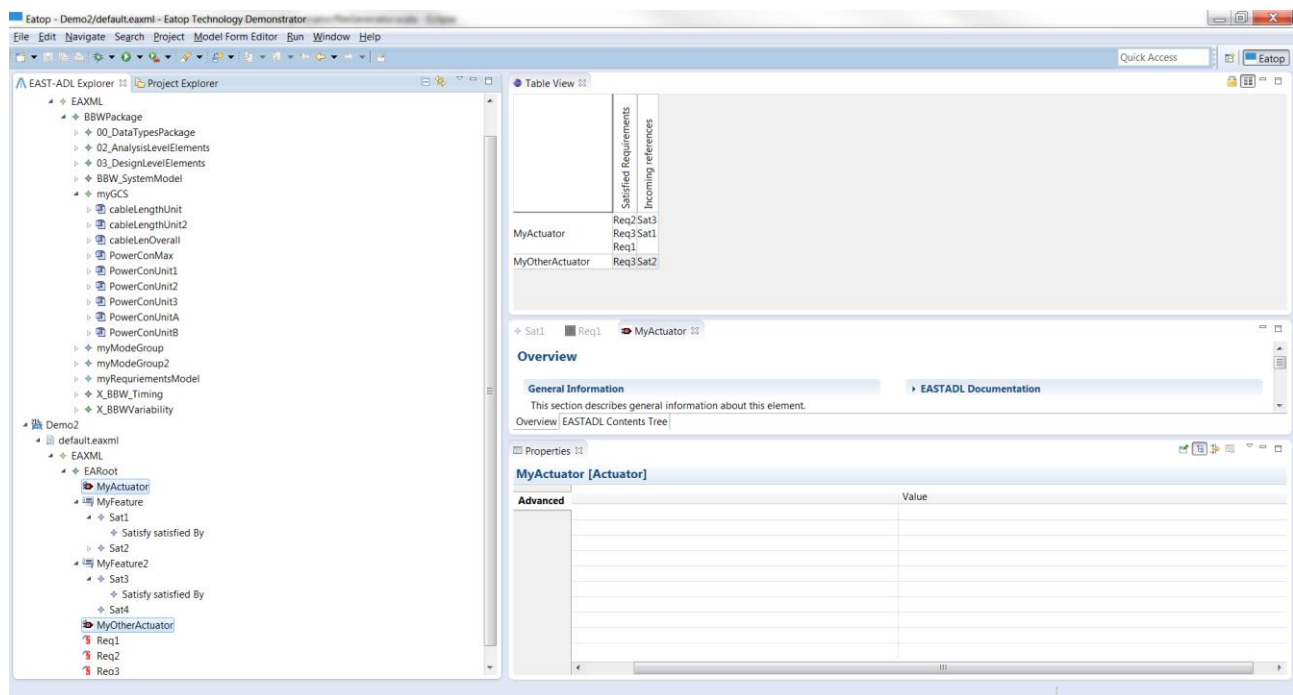 Eatop - Demo2/default.eaxml - Eatop Technology Demonstrator
File Edit Navigate Search Project Model Form Editor Run Window Help
Quick Access
Eatop
EAST-ADL Explorer
Project Explorer
EAXML
BBWPackage
00_DataTypesPackage
02_AnalysisLevelElements
03_DesignLevelElements
BBW_SystemModel
myGCS
cableLengthUnit
cableLengthUnit2
cableLenOverall
PowerConMax
PowerConUnit1
PowerConUnit2
PowerConUnit3
PowerConUnitA
PowerConUnitB
myModeGroup
myModeGroup2
myRequriementsModel
X_BBW_Timing
X_BBWVariability
Demo2
default.eaxml
EAXML
EARoot
MyActuator
MyFeature
Sat1
Satisfy satisfied By
Sat2
MyFeature2
Sat3
Satisfy satisfied By
Sat4
MyOtherActuator
Req1
Req2
Req3
Table View
Satisfied Requirements
Incoming references
MyActuator
Req2 Sat3
Req3 Sat1
Req1
MyOtherActuator Req3 Sat2
Sat1 Req1 MyActuator
Overview
General Information
EASTADL Documentation
This section describes general information about this element.
Overview EASTADL Contents Tree
Properties
MyActuator [Actuator]
Advanced
Value